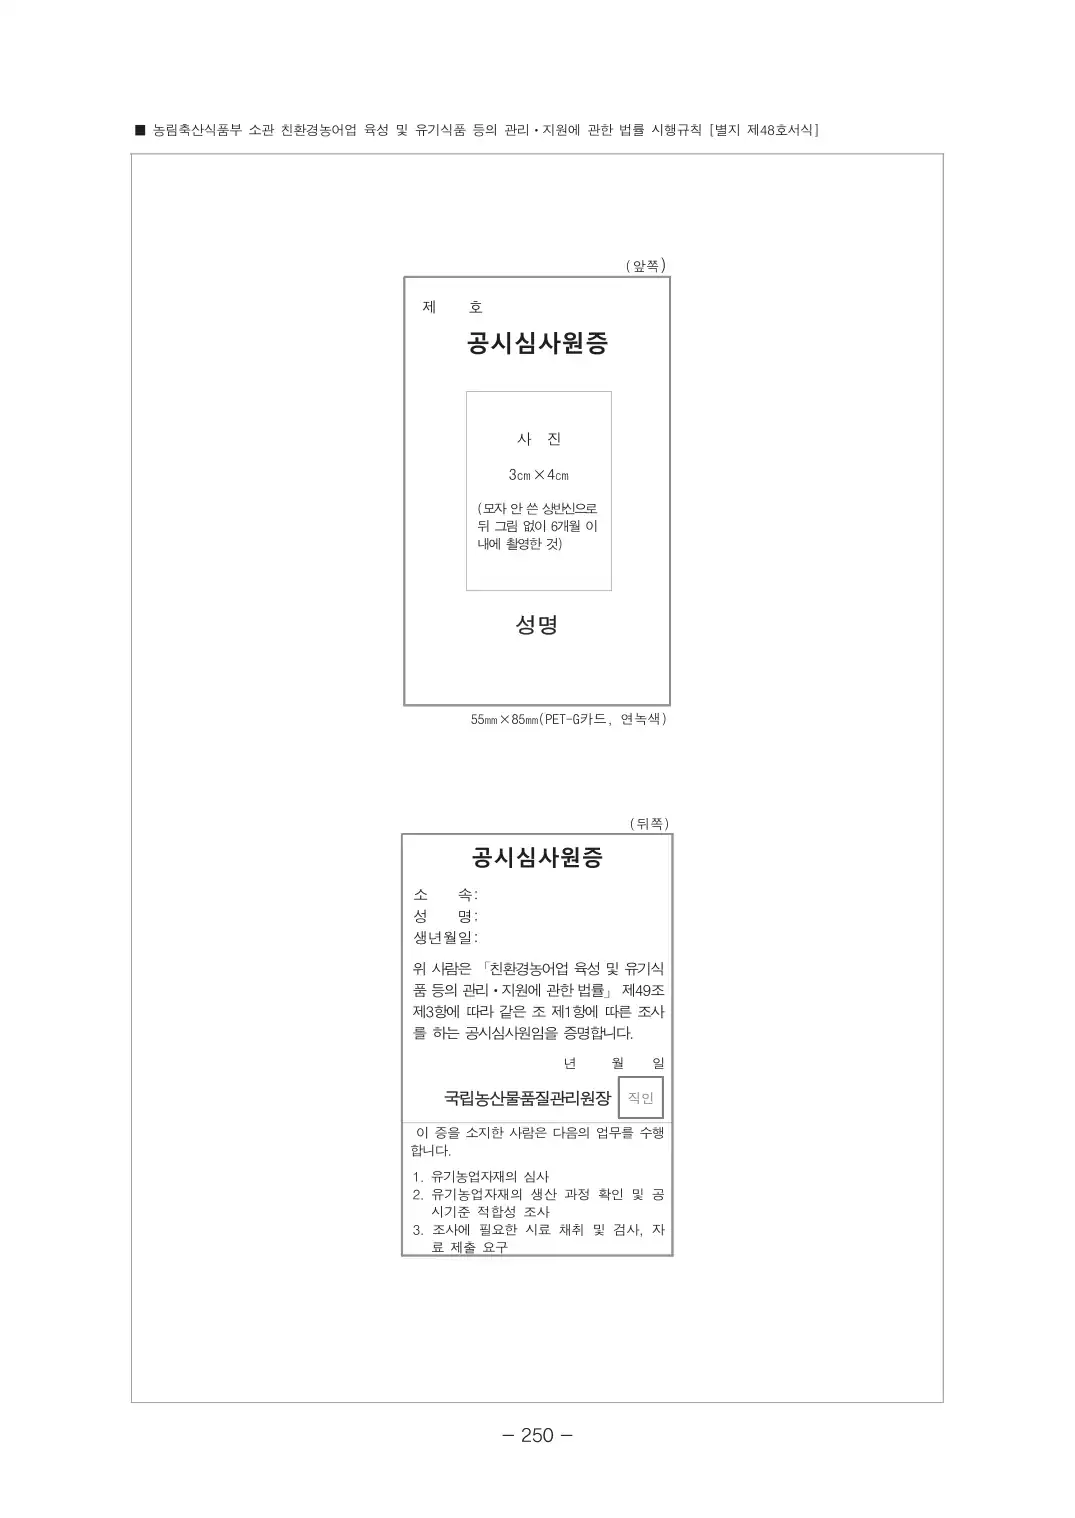 ■ 농림축산식품부 소관 친환경농어업 육성 및 유기식품 등의 관리·지원에 관한 법률 시행규칙 [별지 제48호서식]
(앞쪽)
제 호
공시심사원증
사 진
3㎝×4㎝
(모자 안 쓴 상반신으로
뒤 그림 없이 6개월 이
내에 촬영한 것)
성명
55㎜×85㎜(PET-G카드, 연녹색)
(뒤쪽)
공시심사원증
소 속:
성 명:
생년월일:
위 사람은 「친환경농어업 육성 및 유기식
품 등의 관리·지원에 관한 법률」 제49조
제3항에 따라 같은 조 제1항에 따른 조사
를 하는 공시심사원임을 증명합니다.
년 월 일
국립농산물품질관리원장 직인
이 증을 소지한 사람은 다음의 업무를 수행
합니다.
1. 유기농업자재의 심사
2. 유기농업자재의 생산 과정 확인 및 공
시기준 적합성 조사
3. 조사에 필요한 시료 채취 및 검사, 자
료 제출 요구
- 250 -